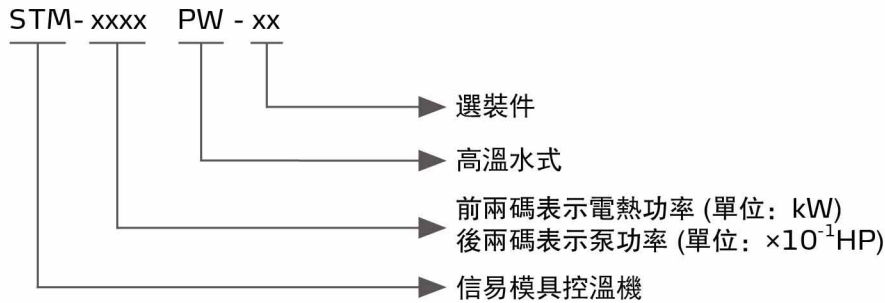 STM- xxxx PW - xx
選裝件
高溫水式
前兩碼表示電熱功率 (單位：kW)
後兩碼表示泵功率 (單位：×10⁻¹HP)
信易模具控溫機